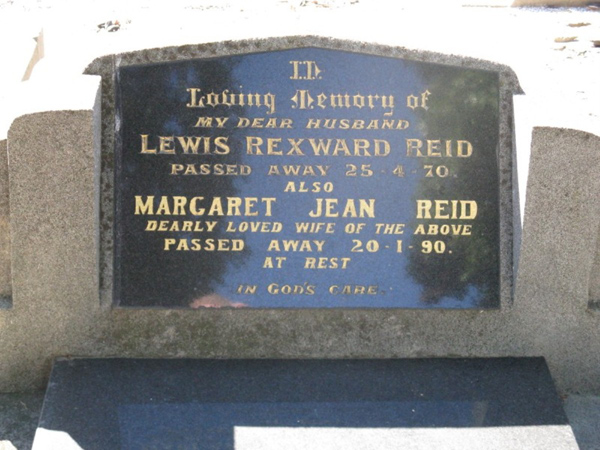 In
Loving Memory of
MY DEAR HUSBAND
LEWIS REXWARD REID
PASSED AWAY 25-4-70.
ALSO
MARGARET JEAN REID
DEARLY LOVED WIFE OF THE ABOVE
PASSED AWAY 20-1-90.
AT REST
IN GOD'S CARE.